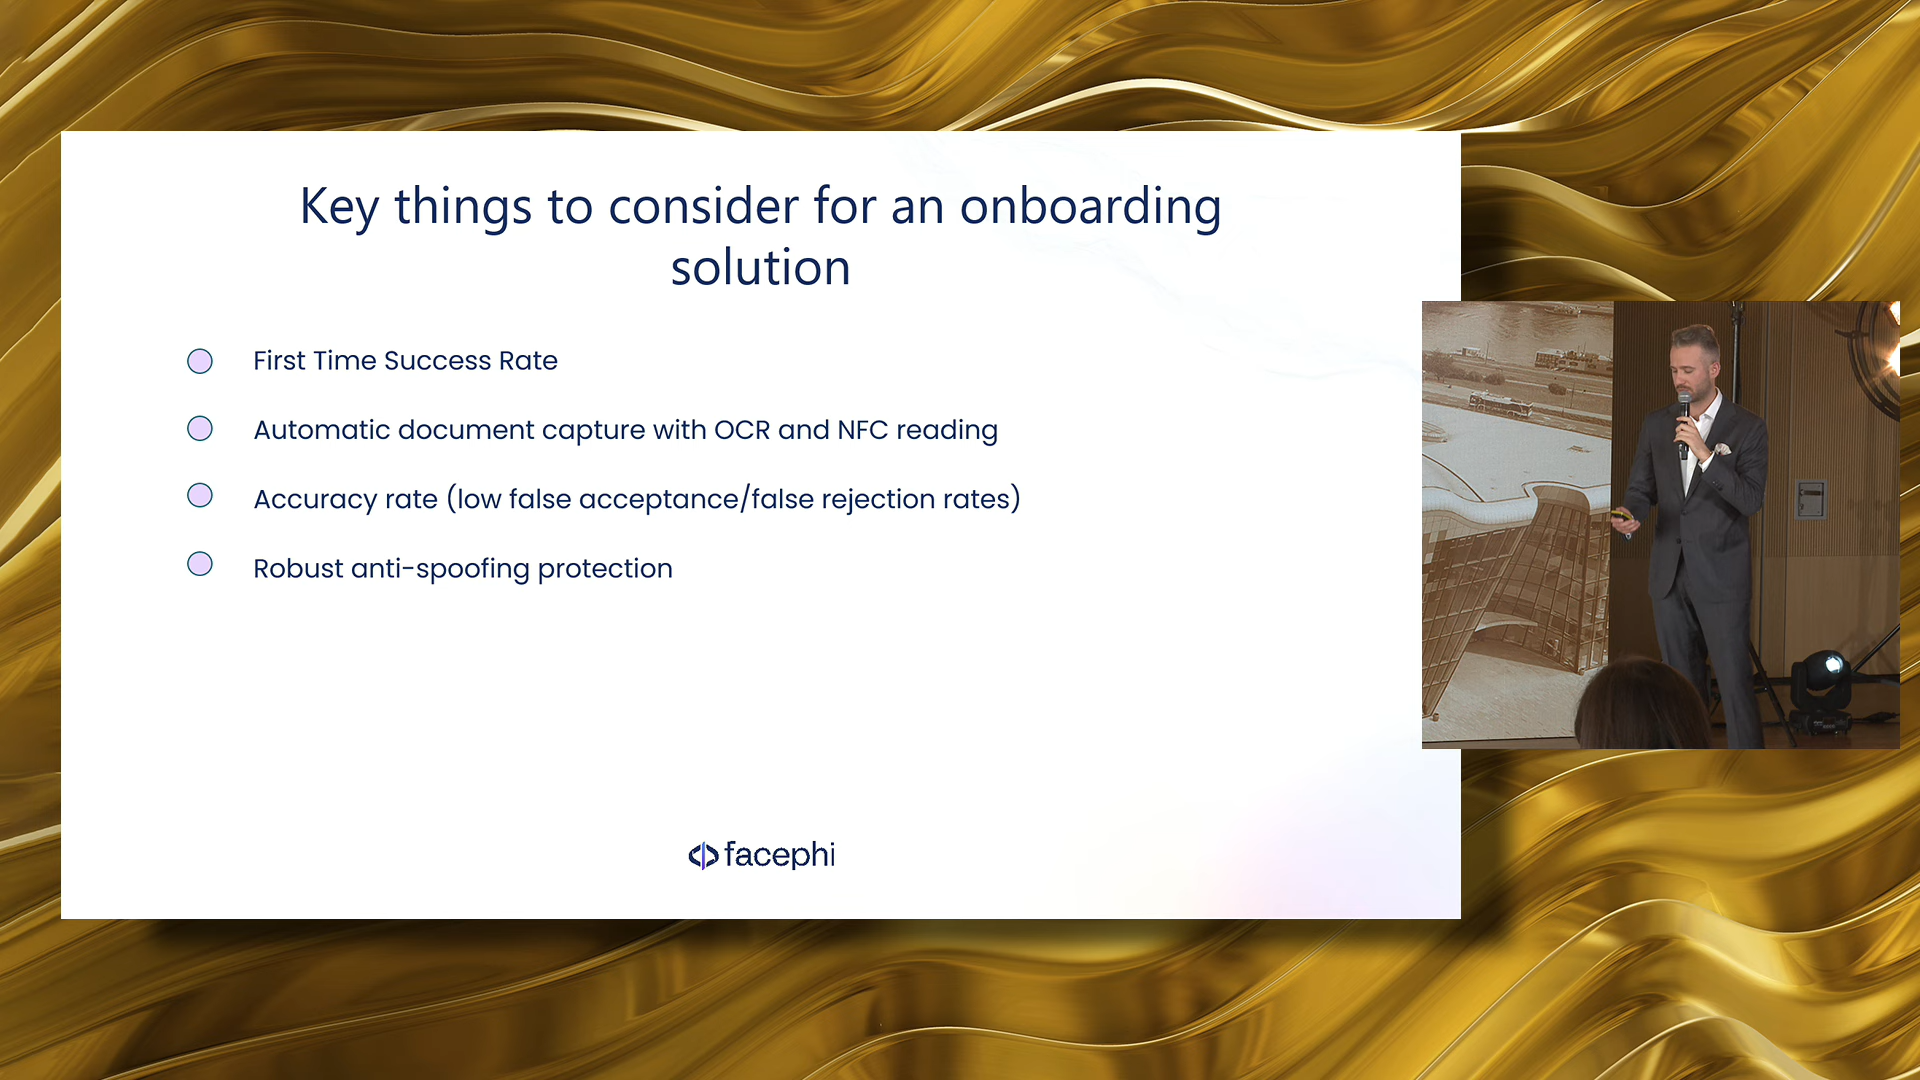 Key things to consider for an onboarding
solution
First Time Success Rate
Automatic document capture with OCR and NFC reading
Accuracy rate (low false acceptance/false rejection rates)
Robust anti-spoofing protection
facephi